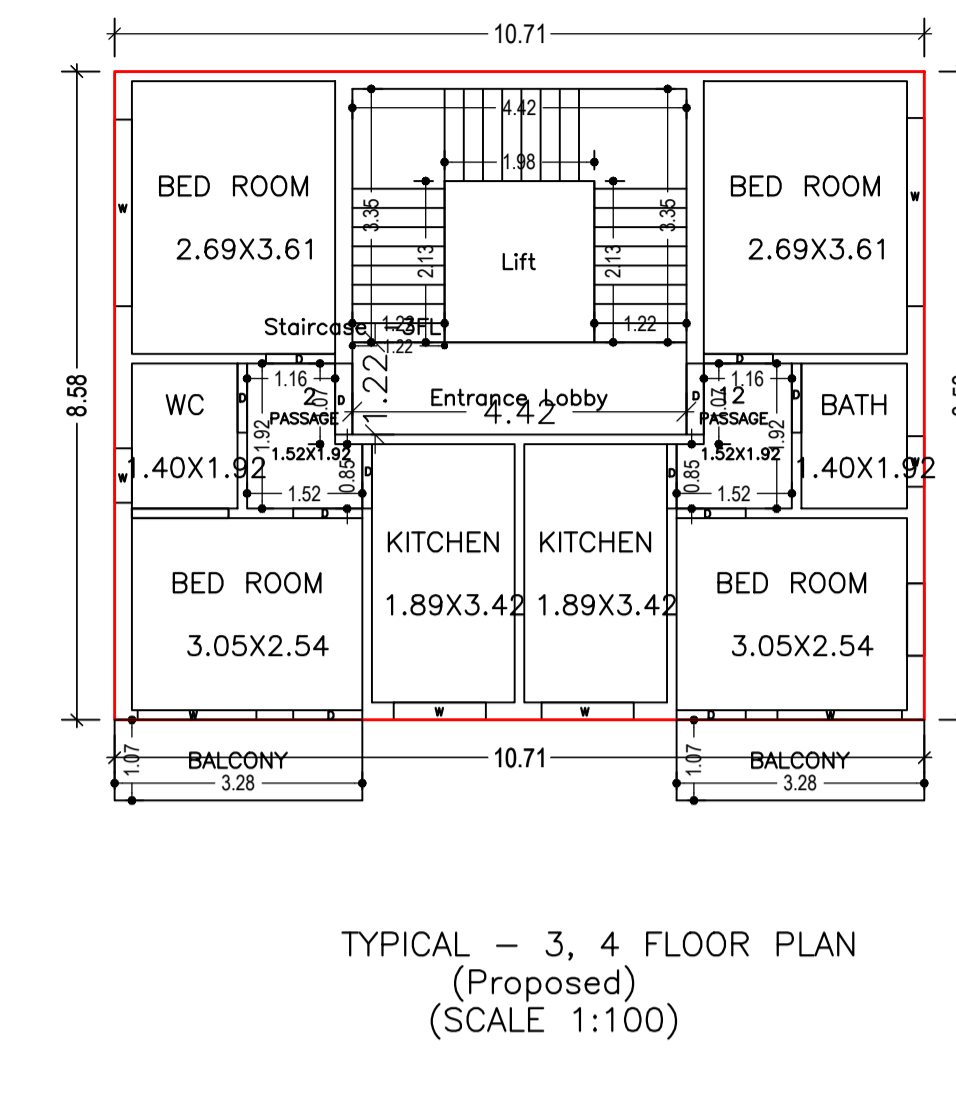 10.71
4.42
1.98
BED ROOM
2.69X3.61
BED ROOM
2.69X3.61
W
W
3.35
3.35
2.13
2.13
Lift
Staircase -3FL
1.22
1.22
1.22
1.22
Entrance Lobby
4.42
8.58
D
D
1.16
1.16
WC
1.40X1.92
BATH
1.40X1.92
D
D
D
D
2
PASSAGE
1.52X1.92
PASSAGE
1.52X1.92
1.92
1.92
0.85
0.85
1.52
1.52
W
W
D
D
D
D
KITCHEN
1.89X3.42
KITCHEN
1.89X3.42
BED ROOM
3.05X2.54
BED ROOM
3.05X2.54
W
D
W
W
D
W
BALCONY
1.07
3.28
10.71
BALCONY
1.07
3.28
TYPICAL - 3, 4 FLOOR PLAN
(Proposed)
(SCALE 1:100)